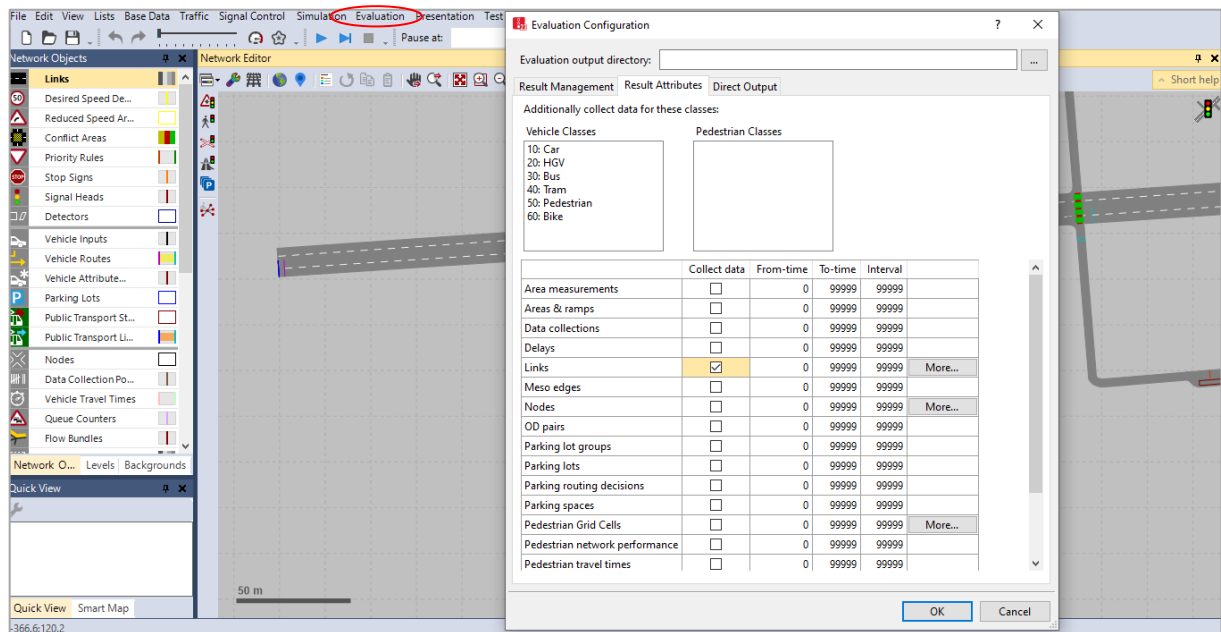 File Edit View Lists Base Data Traffic Signal Control Simulation Evaluation Presentation Test
Pause at:
Network Objects
Links
50
Desired Speed De...
Reduced Speed Ar...
Conflict Areas
Priority Rules
STOP
Stop Signs
Signal Heads
Detectors
Vehicle Inputs
Vehicle Routes
Vehicle Attribute...
P
Parking Lots
Public Transport St...
Public Transport Li...
Nodes
Data Collection Po...
Vehicle Travel Times
Queue Counters
Flow Bundles
Network O... Levels Backgrounds
Quick View
Quick View Smart Map
-366.6:120.2
Network Editor
P
50 m
Evaluation Configuration ? ×
Evaluation output directory: ...
Result Management Result Attributes Direct Output
Additionally collect data for these classes:
Vehicle Classes Pedestrian Classes
10: Car
20: HGV
30: Bus
40: Tram
50: Pedestrian
60: Bike
Collect data From-time To-time Interval
Area measurements 0 99999 99999
Areas & ramps 0 99999 99999
Data collections 0 99999 99999
Delays 0 99999 99999
Links 0 99999 99999 More...
Meso edges 0 99999 99999
Nodes 0 99999 99999 More...
OD pairs 0 99999 99999
Parking lot groups 0 99999 99999
Parking lots 0 99999 99999
Parking routing decisions 0 99999 99999
Parking spaces 0 99999 99999
Pedestrian Grid Cells 0 99999 99999 More...
Pedestrian network performance 0 99999 99999
Pedestrian travel times 0 99999 99999
OK Cancel
Short help